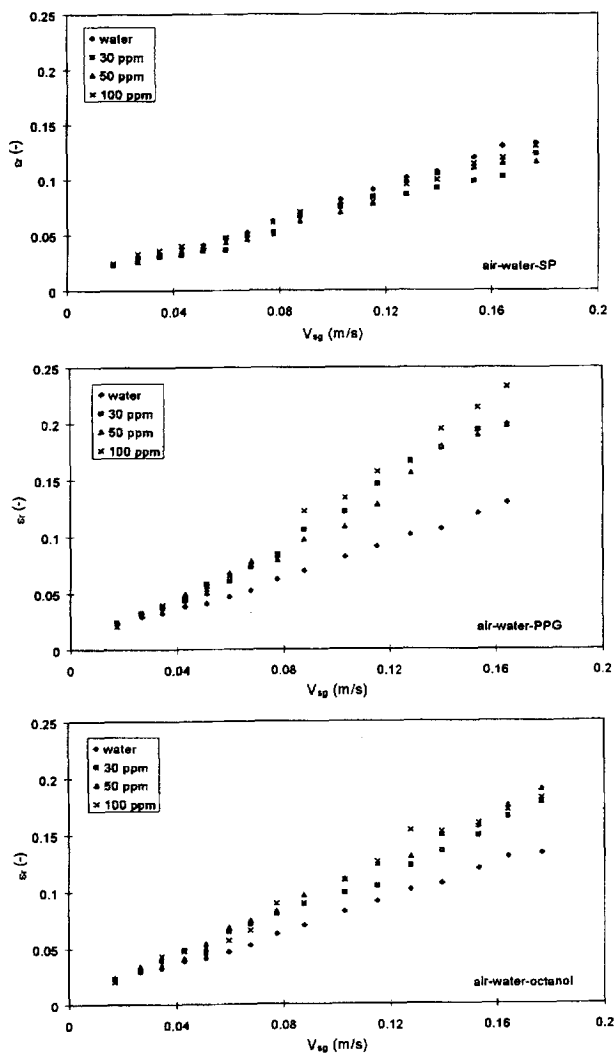 0.25
0.2
0.15
0.1
0.05
0
εr (-)
water
30 ppm
50 ppm
100 ppm
air-water-SP
0 0.04 0.08 0.12 0.16 0.2
Vsg (m/s)
0.25
0.2
0.15
0.1
0.05
0
εr (-)
water
30 ppm
50 ppm
100 ppm
air-water-PPG
0 0.04 0.08 0.12 0.16 0.2
Vsg (m/s)
0.25
0.2
0.15
0.1
0.05
0
εr (-)
water
30 ppm
50 ppm
100 ppm
air-water-octanol
0 0.04 0.08 0.12 0.16 0.2
Vsg (m/s)